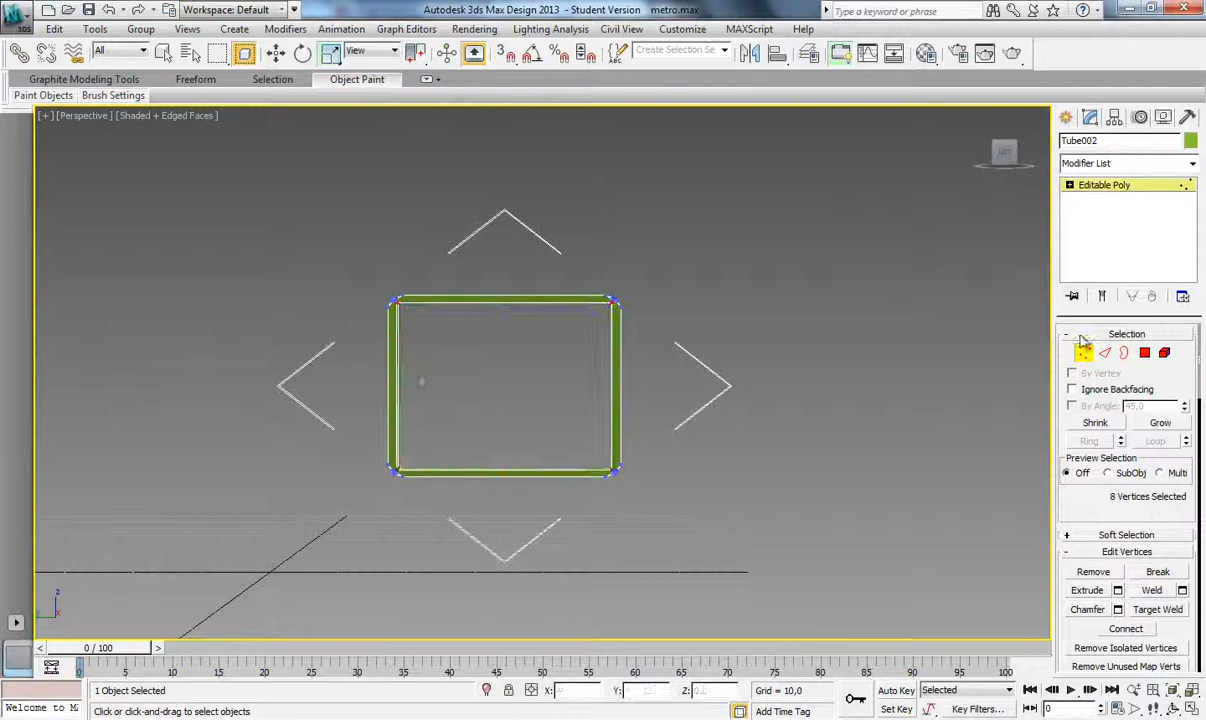 Workspace: Default
Autodesk 3ds Max Design 2013 - Student Version metro.max
Type a keyword or phrase
3DS
Edit Tools Group Views Create Modifiers Animation Graph Editors Rendering Lighting Analysis Civil View Customize MAXScript Help
All View Create Selection Se
Graphite Modeling Tools Freeform Selection Object Paint
Paint Objects Brush Settings
[+] [Perspective] [Shaded + Edged Faces]
Tube002
Modifier List
Editable Poly
Selection
By Vertex
Ignore Backfacing
By Angle: 45,0
Shrink Grow
Ring Loop
Preview Selection
Off SubObj Multi
8 Vertices Selected
Soft Selection
Edit Vertices
Remove Break
Extrude Weld
Chamfer Target Weld
Connect
Remove Isolated Vertices
Remove Unused Map Verts
z
x
0 / 100
0 5 10 15 20 25 30 35 40 45 50 55 60 65 70 75 80 85 90 95 100
1 Object Selected X: Y: Z: Grid = 10,0 Auto Key Selected
Welcome to M
Click or click-and-drag to select objects Add Time Tag Set Key Key Filters... 0